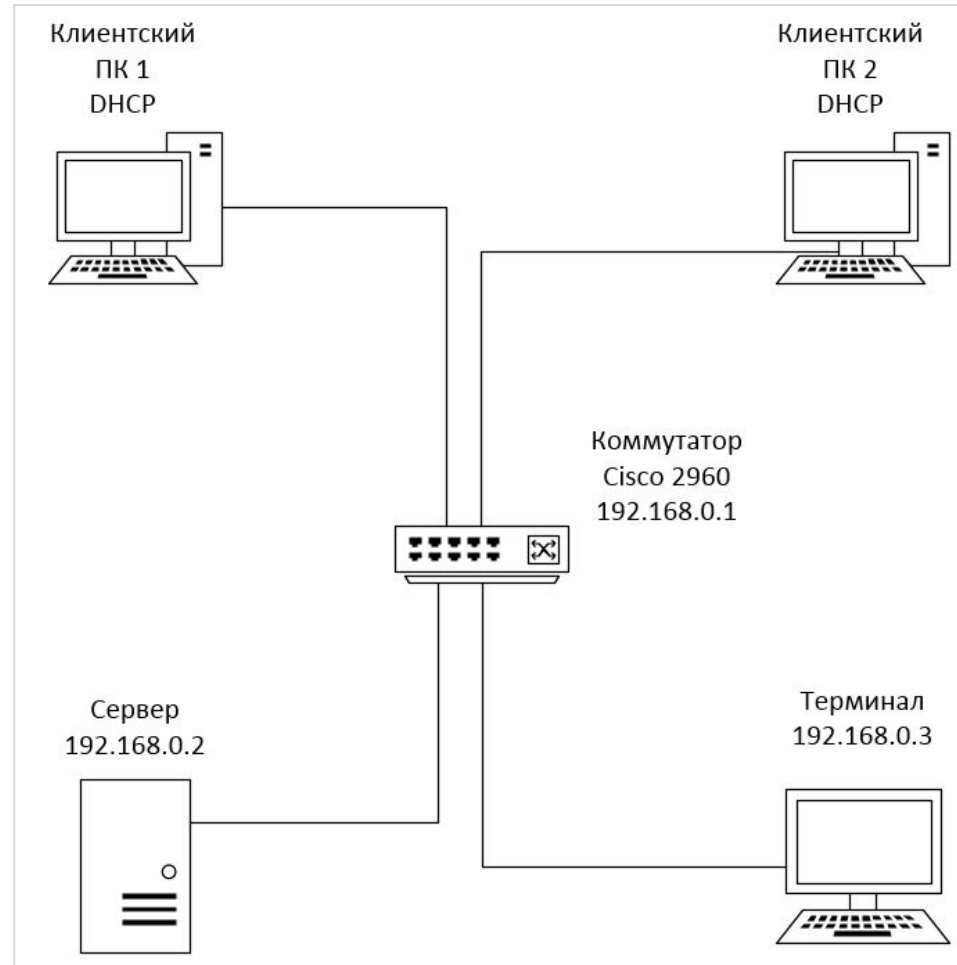 Клиентский
ПК 1
DHCP
Клиентский
ПК 2
DHCP
Коммутатор
Cisco 2960
192.168.0.1
Сервер
192.168.0.2
Терминал
192.168.0.3